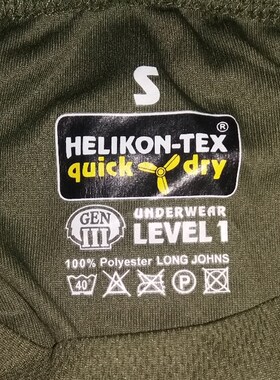 S
HELIKON-TEX®
quick dry
GEN III
UNDERWEAR
LEVEL 1
100% Polyester LONG JOHNS
40° P